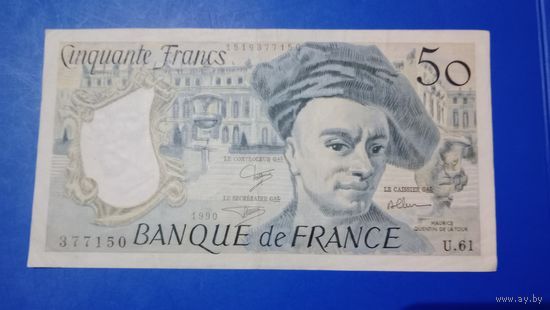 Cinquante Francs
1519377150
50
LE CONTROLEUR GAL
LE CAISSIER GAL
LE SECRÉTAIRE GAL
1990
MAURICE
QUENTIN DE LA TOUR
377150
BANQUE de FRANCE
U.61
www.ay.by